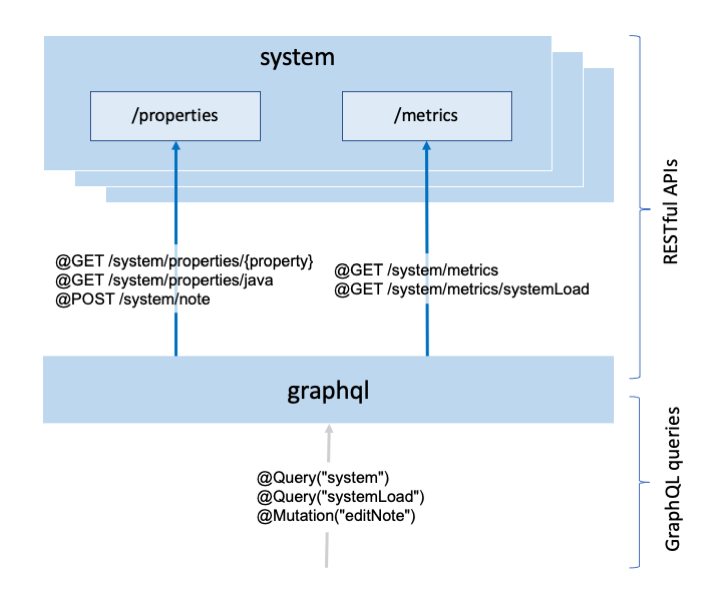 system
/properties
/metrics
@GET /system/properties/{property}
@GET /system/properties/java
@POST /system/note
@GET /system/metrics
@GET /system/metrics/systemLoad
RESTful APIs
graphql
@Query("system")
@Query("systemLoad")
@Mutation("editNote")
GraphQL queries